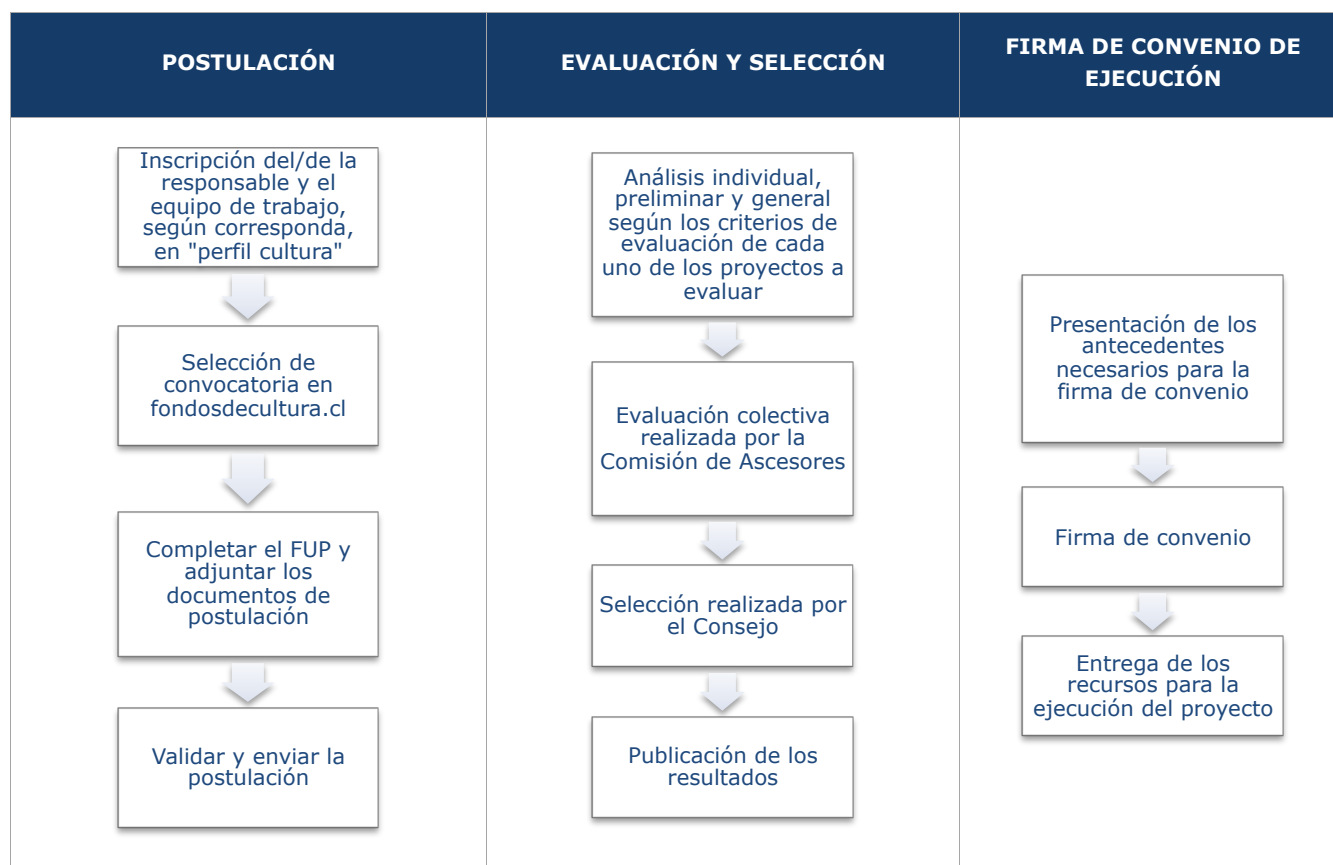 POSTULACIÓN
Inscripción del/de la
responsable y el
equipo de trabajo,
según corresponda,
en "perfil cultura"
Selección de
convocatoria en
fondosdecultura.cl
Completar el FUP y
adjuntar los
documentos de
postulación
Validar y enviar la
postulación
EVALUACIÓN Y SELECCIÓN
Análisis individual,
preliminar y general
según los criterios de
evaluación de cada
uno de los proyectos a
evaluar
Evaluación colectiva
realizada por la
Comisión de Ascesores
Selección realizada por
el Consejo
Publicación de los
resultados
FIRMA DE CONVENIO DE
EJECUCIÓN
Presentación de los
antecedentes
necesarios para la
firma de convenio
Firma de convenio
Entrega de los
recursos para la
ejecución del proyecto